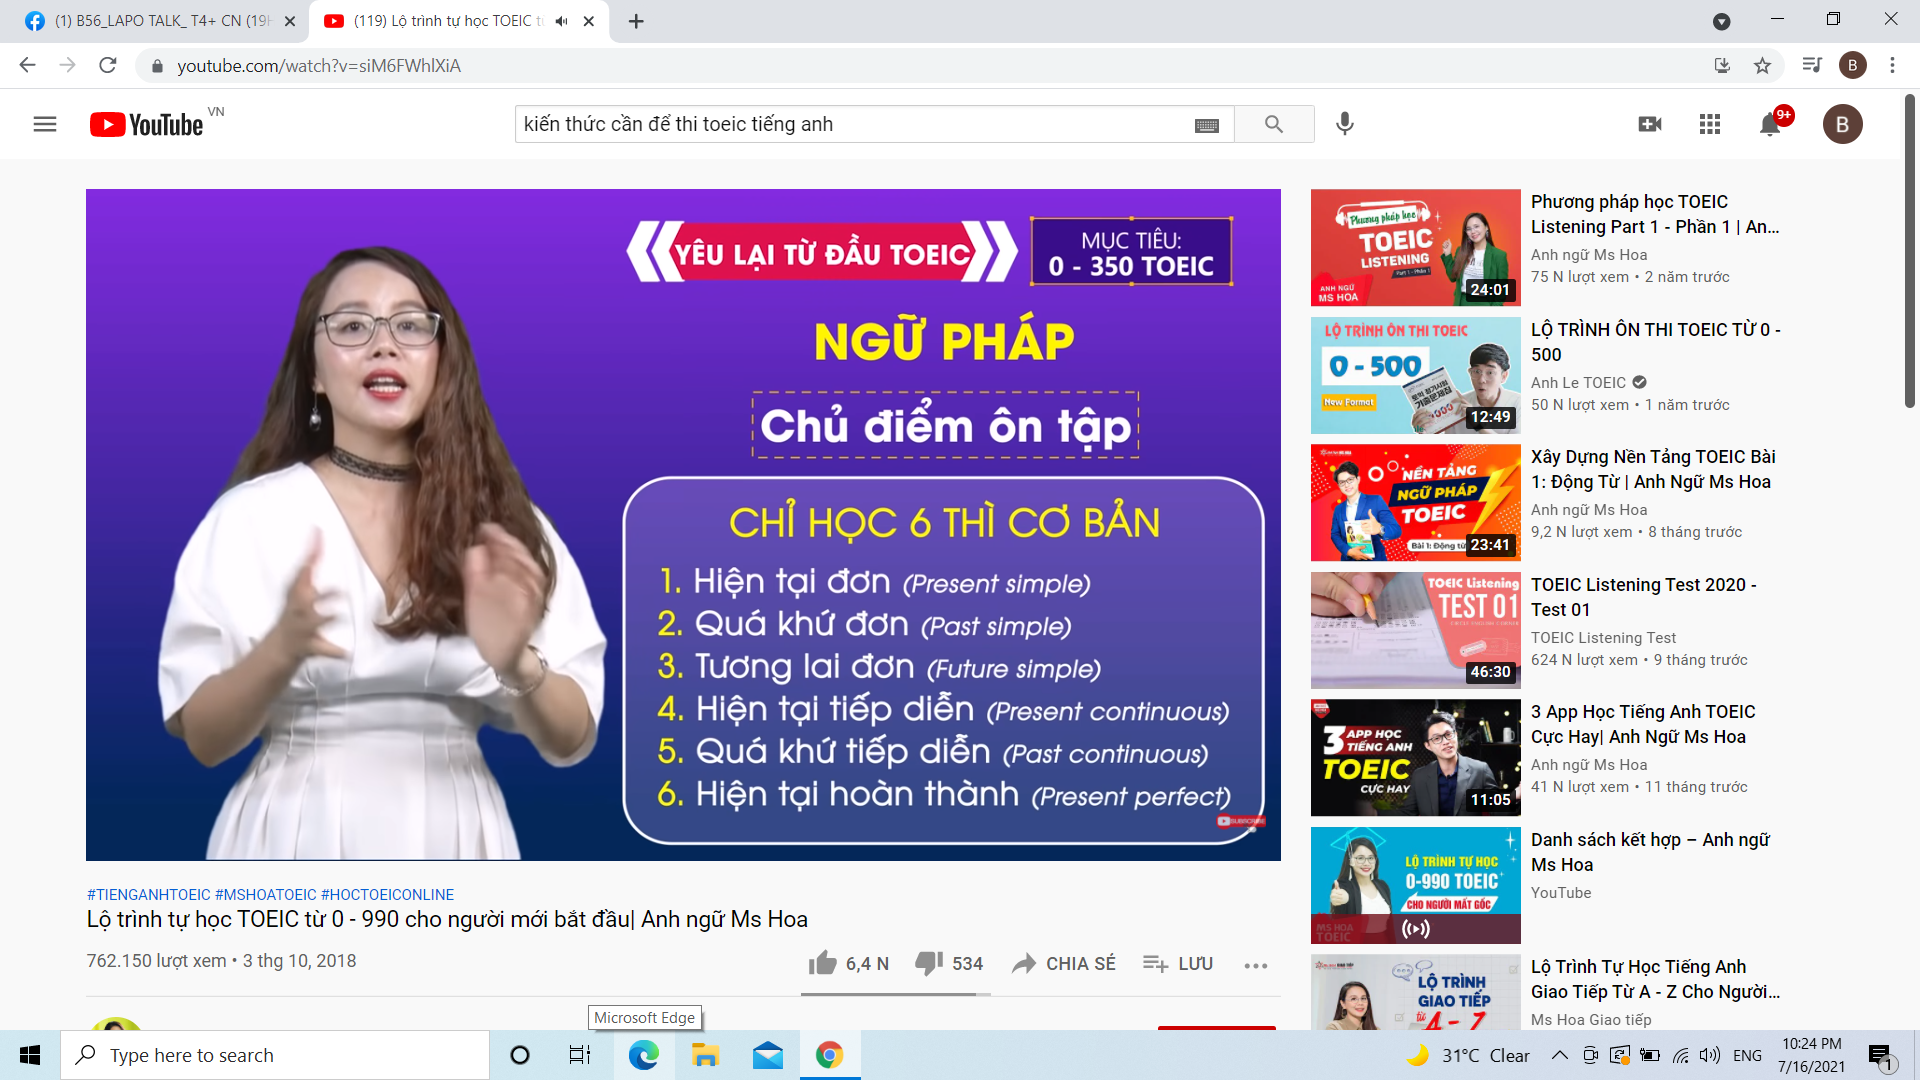 (1) B56_LAPO TALK_ T4+ CN (19H
(119) Lộ trình tự học TOEIC từ
youtube.com/watch?v=siM6FWhlXiA
B
YouTube VN
kiến thức cần để thi toeic tiếng anh
9+
B
YÊU LẠI TỪ ĐẦU TOEIC
MỤC TIÊU:
0 - 350 TOEIC
NGỮ PHÁP
Chủ điểm ôn tập
CHỈ HỌC 6 THÌ CƠ BẢN
1. Hiện tại đơn (Present simple)
2. Quá khứ đơn (Past simple)
3. Tương lai đơn (Future simple)
4. Hiện tại tiếp diễn (Present continuous)
5. Quá khứ tiếp diễn (Past continuous)
6. Hiện tại hoàn thành (Present perfect)
SUBSCRIBE
#TIENGANHTOEIC #MSHOATOEIC #HOCTOEICONLINE
Lộ trình tự học TOEIC từ 0 - 990 cho người mới bắt đầu| Anh ngữ Ms Hoa
762.150 lượt xem • 3 thg 10, 2018
6,4 N
534
CHIA SẺ
LƯU
Phương pháp học
TOEIC
LISTENING
Part 1 - Phần 1
ANH NGỮ
MS HOA
24:01
Phương pháp học TOEIC
Listening Part 1 - Phần 1 | An...
Anh ngữ Ms Hoa
75 N lượt xem • 2 năm trước
LỘ TRÌNH ÔN THI TOEIC
0 - 500
New Format
1000
12:49
LỘ TRÌNH ÔN THI TOEIC TỪ 0 -
500
Anh Le TOEIC
50 N lượt xem • 1 năm trước
NỀN TẢNG
NGỮ PHÁP
TOEIC
Bài 1: Động từ
23:41
Xây Dựng Nền Tảng TOEIC Bài
1: Động Từ | Anh Ngữ Ms Hoa
Anh ngữ Ms Hoa
9,2 N lượt xem • 8 tháng trước
TOEIC Listening
TEST 01
46:30
TOEIC Listening Test 2020 -
Test 01
TOEIC Listening Test
624 N lượt xem • 9 tháng trước
3 APP HỌC
TIẾNG ANH
TOEIC
CỰC HAY
11:05
3 App Học Tiếng Anh TOEIC
Cực Hay| Anh Ngữ Ms Hoa
Anh ngữ Ms Hoa
41 N lượt xem • 11 tháng trước
LỘ TRÌNH TỰ HỌC
0-990 TOEIC
CHO NGƯỜI MẤT GỐC
MS HOA
TOEIC
Danh sách kết hợp – Anh ngữ
Ms Hoa
YouTube
LỘ TRÌNH
GIAO TIẾP
từ A - Z
Lộ Trình Tự Học Tiếng Anh
Giao Tiếp Từ A - Z Cho Người...
Ms Hoa Giao tiếp
Microsoft Edge
Type here to search
31°C Clear
ENG
10:24 PM
7/16/2021
1